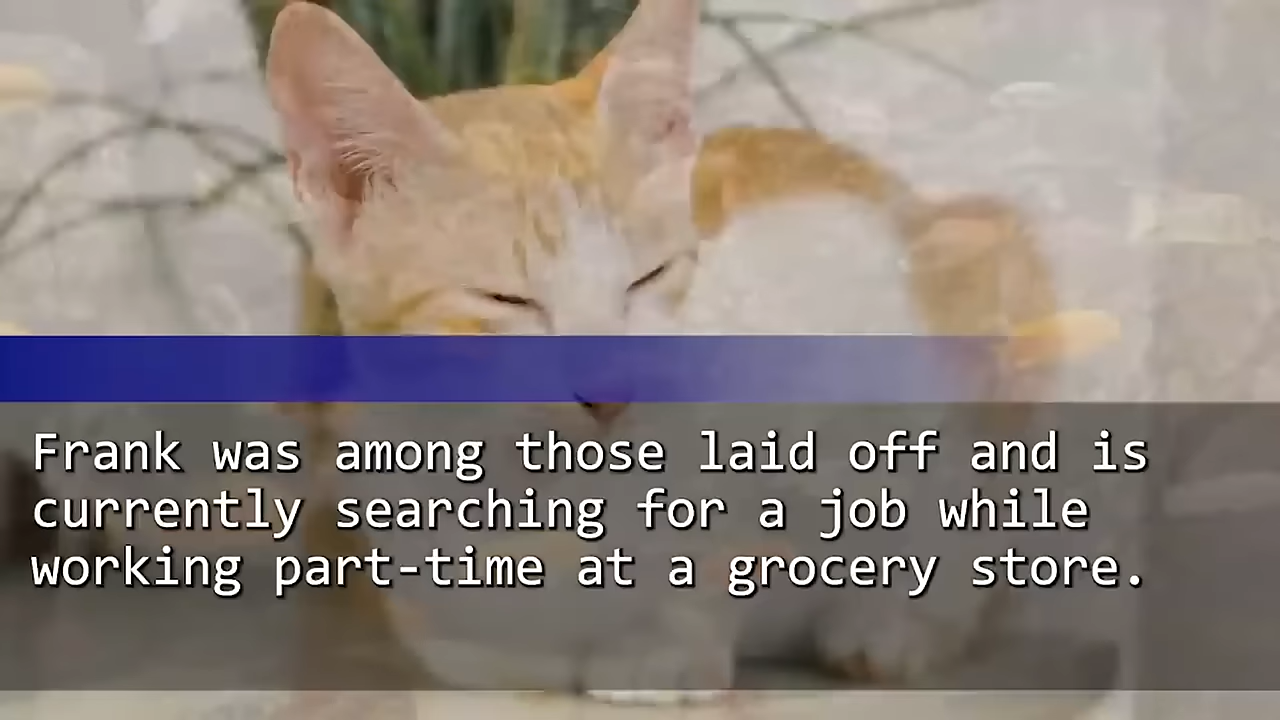 Frank was among those laid off and is
currently searching for a job while
working part-time at a grocery store.